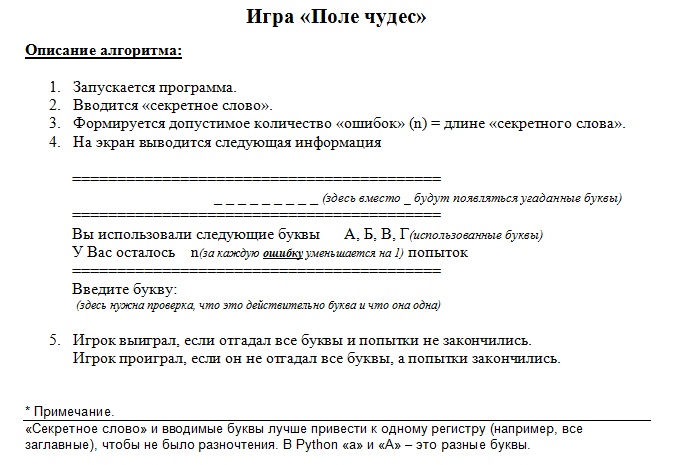 Игра «Поле чудес»
Описание алгоритма:
1. Запускается программа.
2. Вводится «секретное слово».
3. Формируется допустимое количество «ошибок» (n) = длине «секретного слова».
4. На экран выводится следующая информация
=========================================
_ _ _ _ _ _ _ _ _ (здесь вместо _ будут появляться угаданные буквы)
=========================================
Вы использовали следующие буквы А, Б, В, Г(использованные буквы)
У Вас осталось n(за каждую ошибку уменьшается на 1) попыток
=========================================
Введите букву:
(здесь нужна проверка, что это действительно буква и что она одна)
5. Игрок выиграл, если отгадал все буквы и попытки не закончились.
Игрок проиграл, если он не отгадал все буквы, а попытки закончились.
* Примечание.
«Секретное слово» и вводимые буквы лучше привести к одному регистру (например, все
заглавные), чтобы не было разночтения. В Python «а» и «А» – это разные буквы.